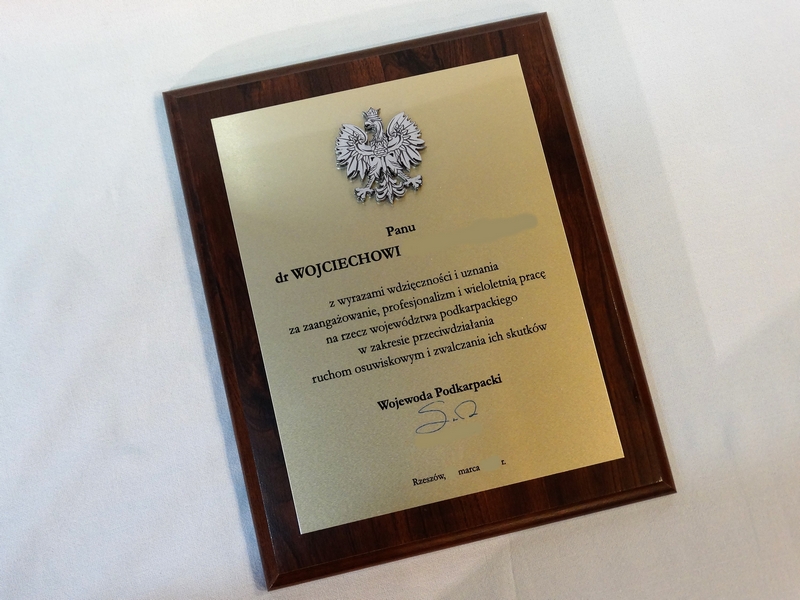 Panu
dr WOJCIECHOWI
z wyrazami wdzięczności i uznania
za zaangażowanie, profesjonalizm i wieloletnią pracę
na rzecz województwa podkarpackiego
w zakresie przeciwdziałania
ruchom osuwiskowym i zwalczania ich skutków
Wojewoda Podkarpacki
Rzeszów, marca r.